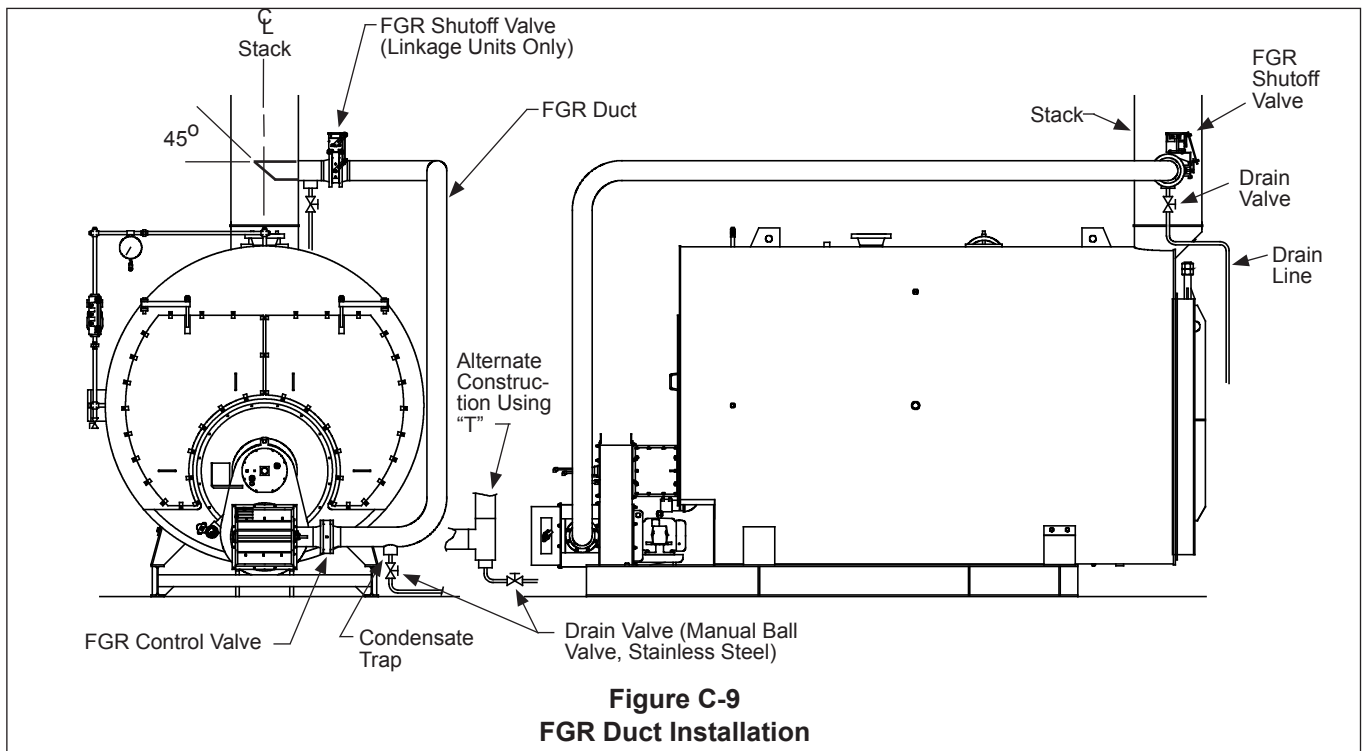 ℄
Stack
FGR Shutoff Valve
(Linkage Units Only)
45°
FGR Duct
Stack
FGR
Shutoff
Valve
Drain
Valve
Drain
Line
Alternate
Construc-
tion Using
“T”
FGR Control Valve
Condensate
Trap
Drain Valve (Manual Ball
Valve, Stainless Steel)
Figure C-9
FGR Duct Installation